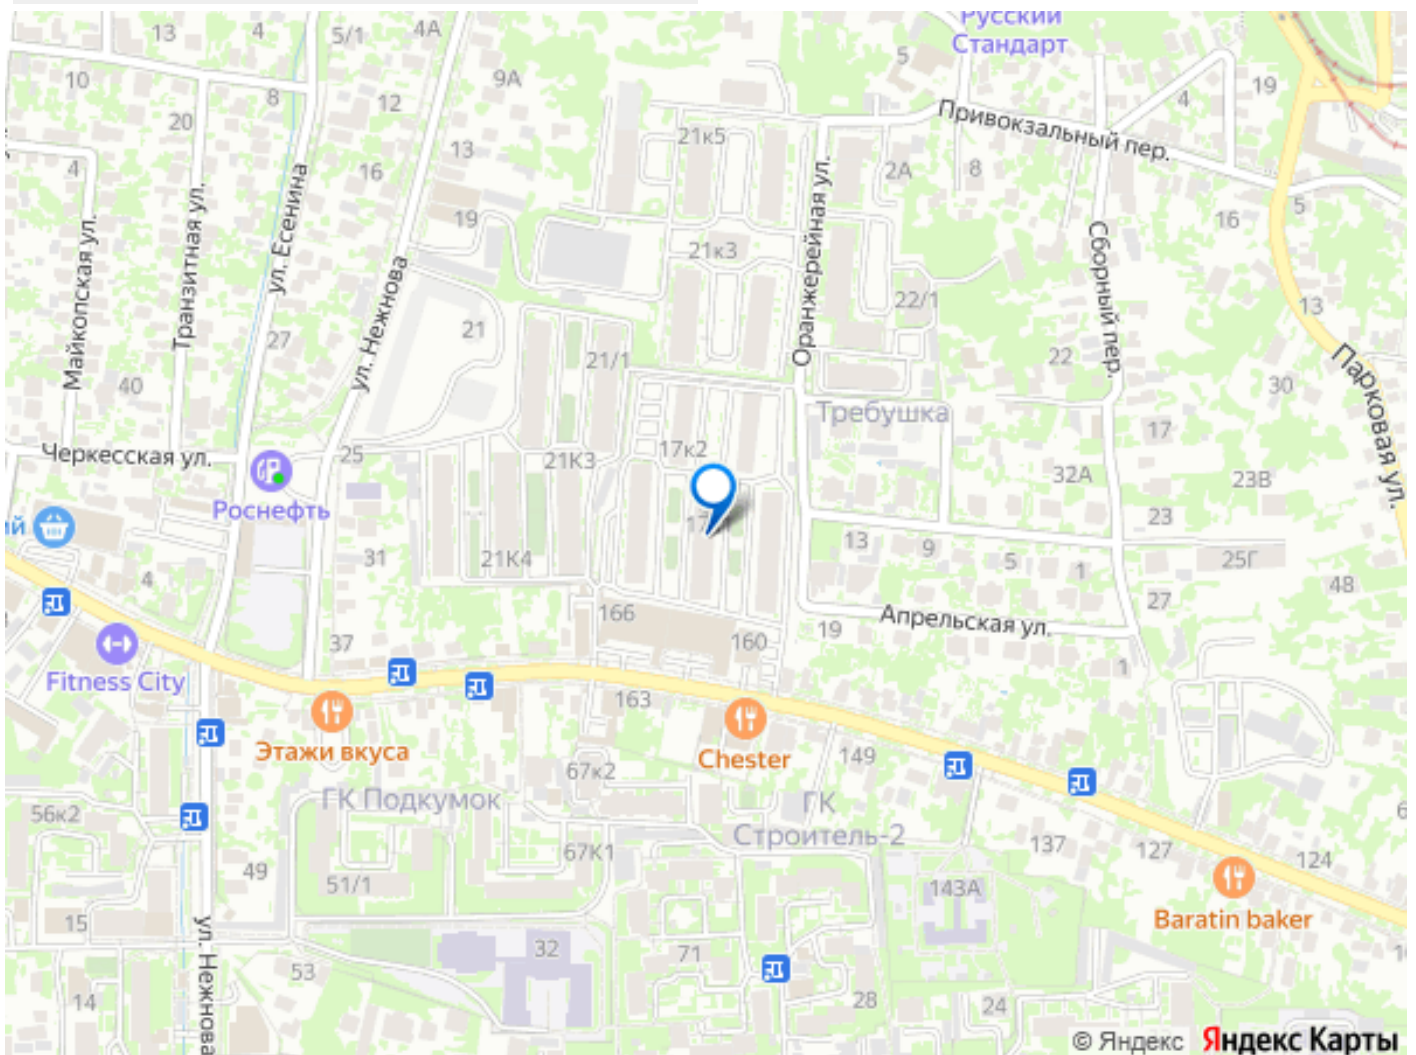 Русский
Стандарт
13
4
5/1
4А
10
8
9А
5
19
4
12
20
13
21к5
Привокзальный пер.
4
16
2А
8
Транзитная ул.
ул. Есенина
Майкопская ул.
19
16
5
21к3
Оранжерейная ул.
Сборный пер.
ул. Нежнова
22/1
13
27
21
21/1
22
Парковая ул.
40
30
Требушка
17
Черкесская ул.
25
21К3
17к2
32А
23В
Роснефть
ий
23
13
9
5
1
25Г
31
21К4
4
48
27
166
Апрельская ул.
37
160
19
1
Fitness City
163
Этажи вкуса
Chester
149
67к2
ГК Подкумок
ГК
Строитель-2
56к2
137
127
124
49
67К1
51/1
143А
Baratin baker
15
ул. Нежнова
32
71
53
14
28
24
© Яндекс Яндекс Карты